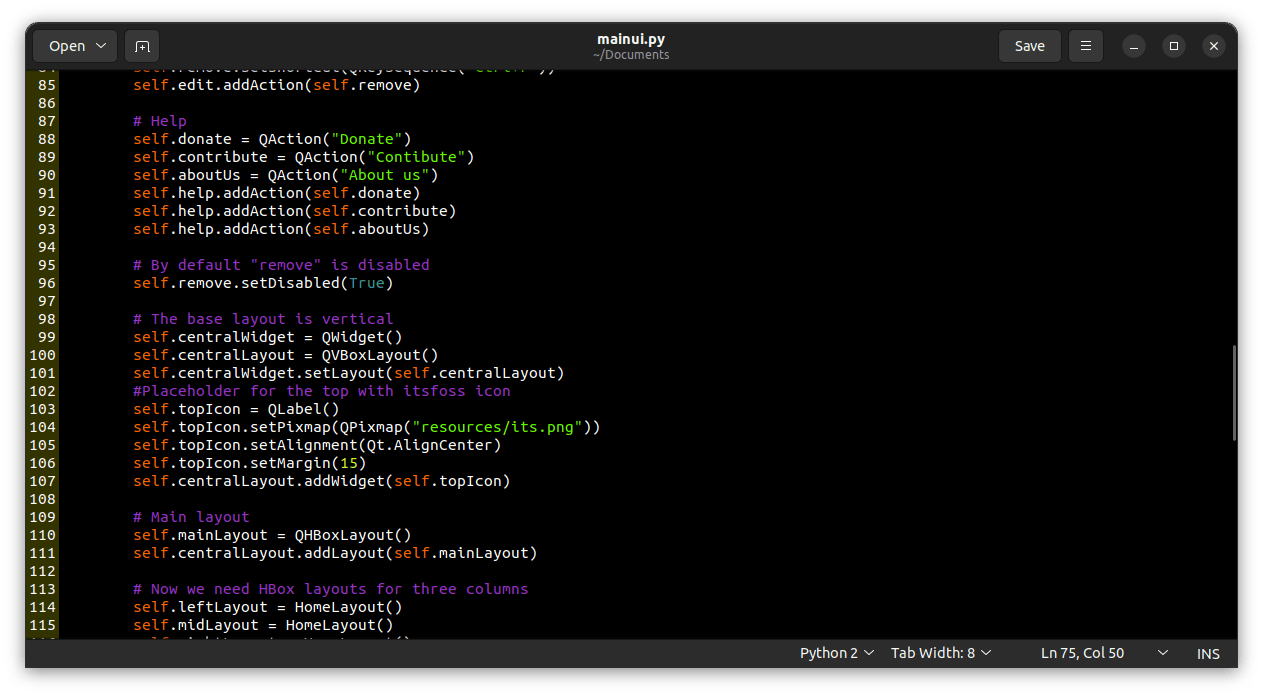 Open
mainui.py
~/Documents
Save
85 self.edit.addAction(self.remove)
86
87 # Help
88 self.donate = QAction("Donate")
89 self.contribute = QAction("Contibute")
90 self.aboutUs = QAction("About us")
91 self.help.addAction(self.donate)
92 self.help.addAction(self.contribute)
93 self.help.addAction(self.aboutUs)
94
95 # By default "remove" is disabled
96 self.remove.setDisabled(True)
97
98 # The base layout is vertical
99 self.centralWidget = QWidget()
100 self.centralLayout = QVBoxLayout()
101 self.centralWidget.setLayout(self.centralLayout)
102 #Placeholder for the top with itsfoss icon
103 self.topIcon = QLabel()
104 self.topIcon.setPixmap(QPixmap("resources/its.png"))
105 self.topIcon.setAlignment(Qt.AlignCenter)
106 self.topIcon.setMargin(15)
107 self.centralLayout.addWidget(self.topIcon)
108
109 # Main layout
110 self.mainLayout = QHBoxLayout()
111 self.centralLayout.addLayout(self.mainLayout)
112
113 # Now we need HBox layouts for three columns
114 self.leftLayout = HomeLayout()
115 self.midLayout = HomeLayout()
Python 2 Tab Width: 8 Ln 75, Col 50 INS